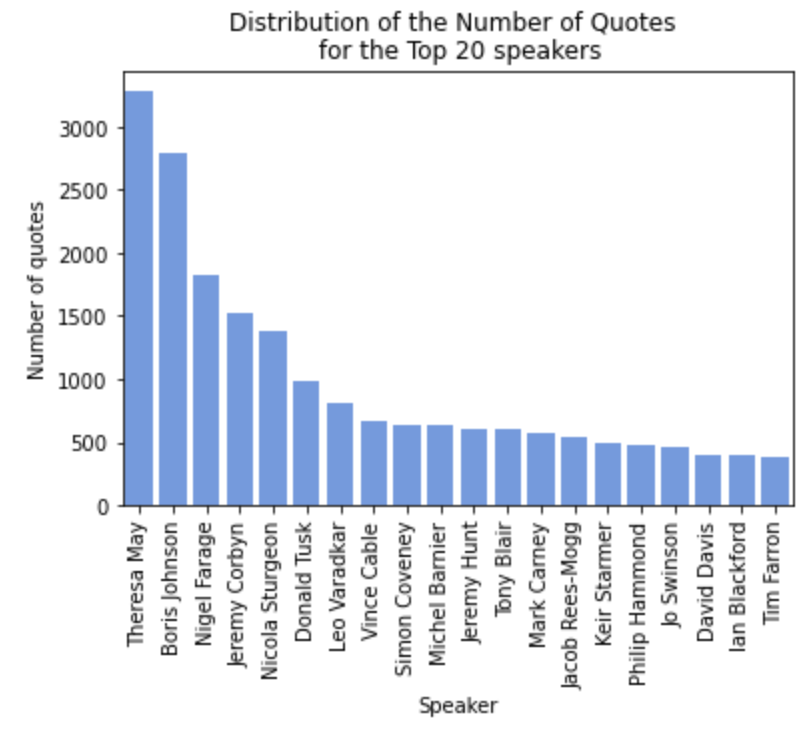 Distribution of the Number of Quotes
for the Top 20 speakers
Number of quotes
3000
2500
2000
1500
1000
500
0
Theresa May
Boris Johnson
Nigel Farage
Jeremy Corbyn
Nicola Sturgeon
Donald Tusk
Leo Varadkar
Vince Cable
Simon Coveney
Michel Barnier
Jeremy Hunt
Tony Blair
Mark Carney
Jacob Rees-Mogg
Keir Starmer
Philip Hammond
Jo Swinson
David Davis
Ian Blackford
Tim Farron
Speaker